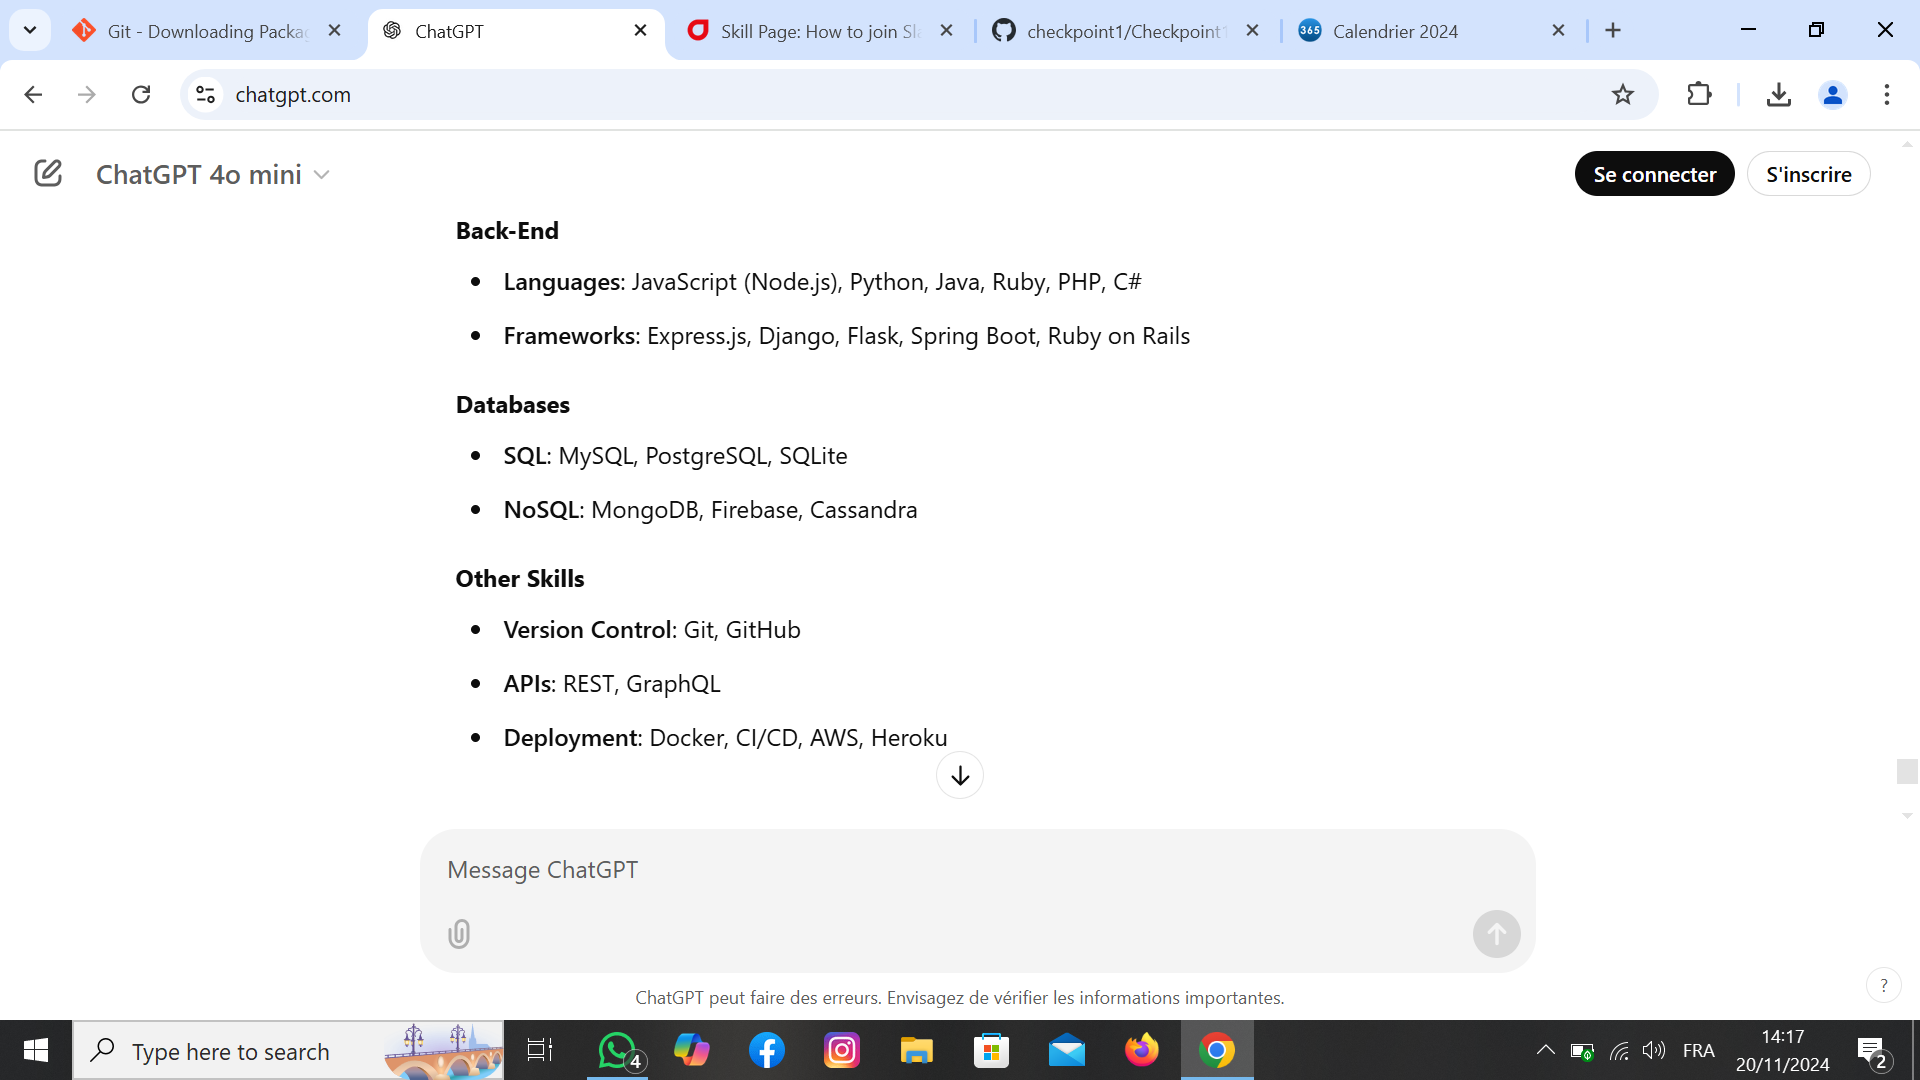 Git - Downloading Packag
ChatGPT
Skill Page: How to join Sla
checkpoint1/Checkpoint1
365
Calendrier 2024
chatgpt.com
ChatGPT 4o mini
Se connecter
S'inscrire
Back-End
• Languages: JavaScript (Node.js), Python, Java, Ruby, PHP, C#
• Frameworks: Express.js, Django, Flask, Spring Boot, Ruby on Rails
Databases
• SQL: MySQL, PostgreSQL, SQLite
• NoSQL: MongoDB, Firebase, Cassandra
Other Skills
• Version Control: Git, GitHub
• APIs: REST, GraphQL
• Deployment: Docker, CI/CD, AWS, Heroku
Message ChatGPT
ChatGPT peut faire des erreurs. Envisagez de vérifier les informations importantes.
?
Type here to search
4
FRA
14:17
20/11/2024
2